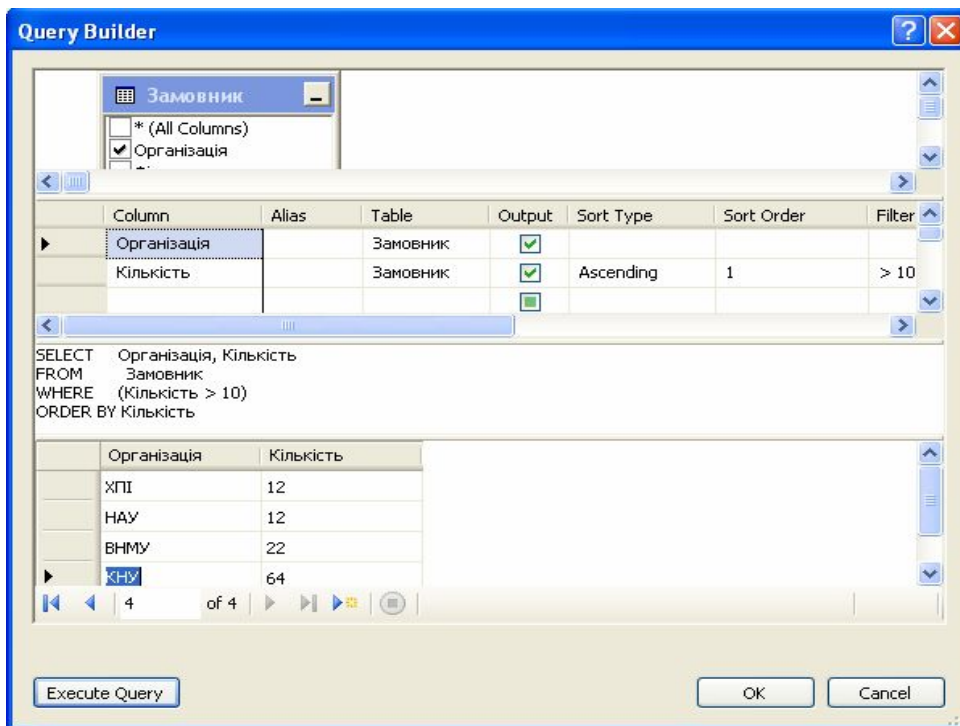 Query Builder
Замовник
* (All Columns)
Організація
Column Alias Table Output Sort Type Sort Order Filter
Організація Замовник
Кількість Замовник Ascending 1 > 10
SELECT Організація, Кількість
FROM Замовник
WHERE (Кількість > 10)
ORDER BY Кількість
Організація Кількість
ХПІ 12
НАУ 12
ВНМУ 22
КНУ 64
4 of 4
Execute Query OK Cancel